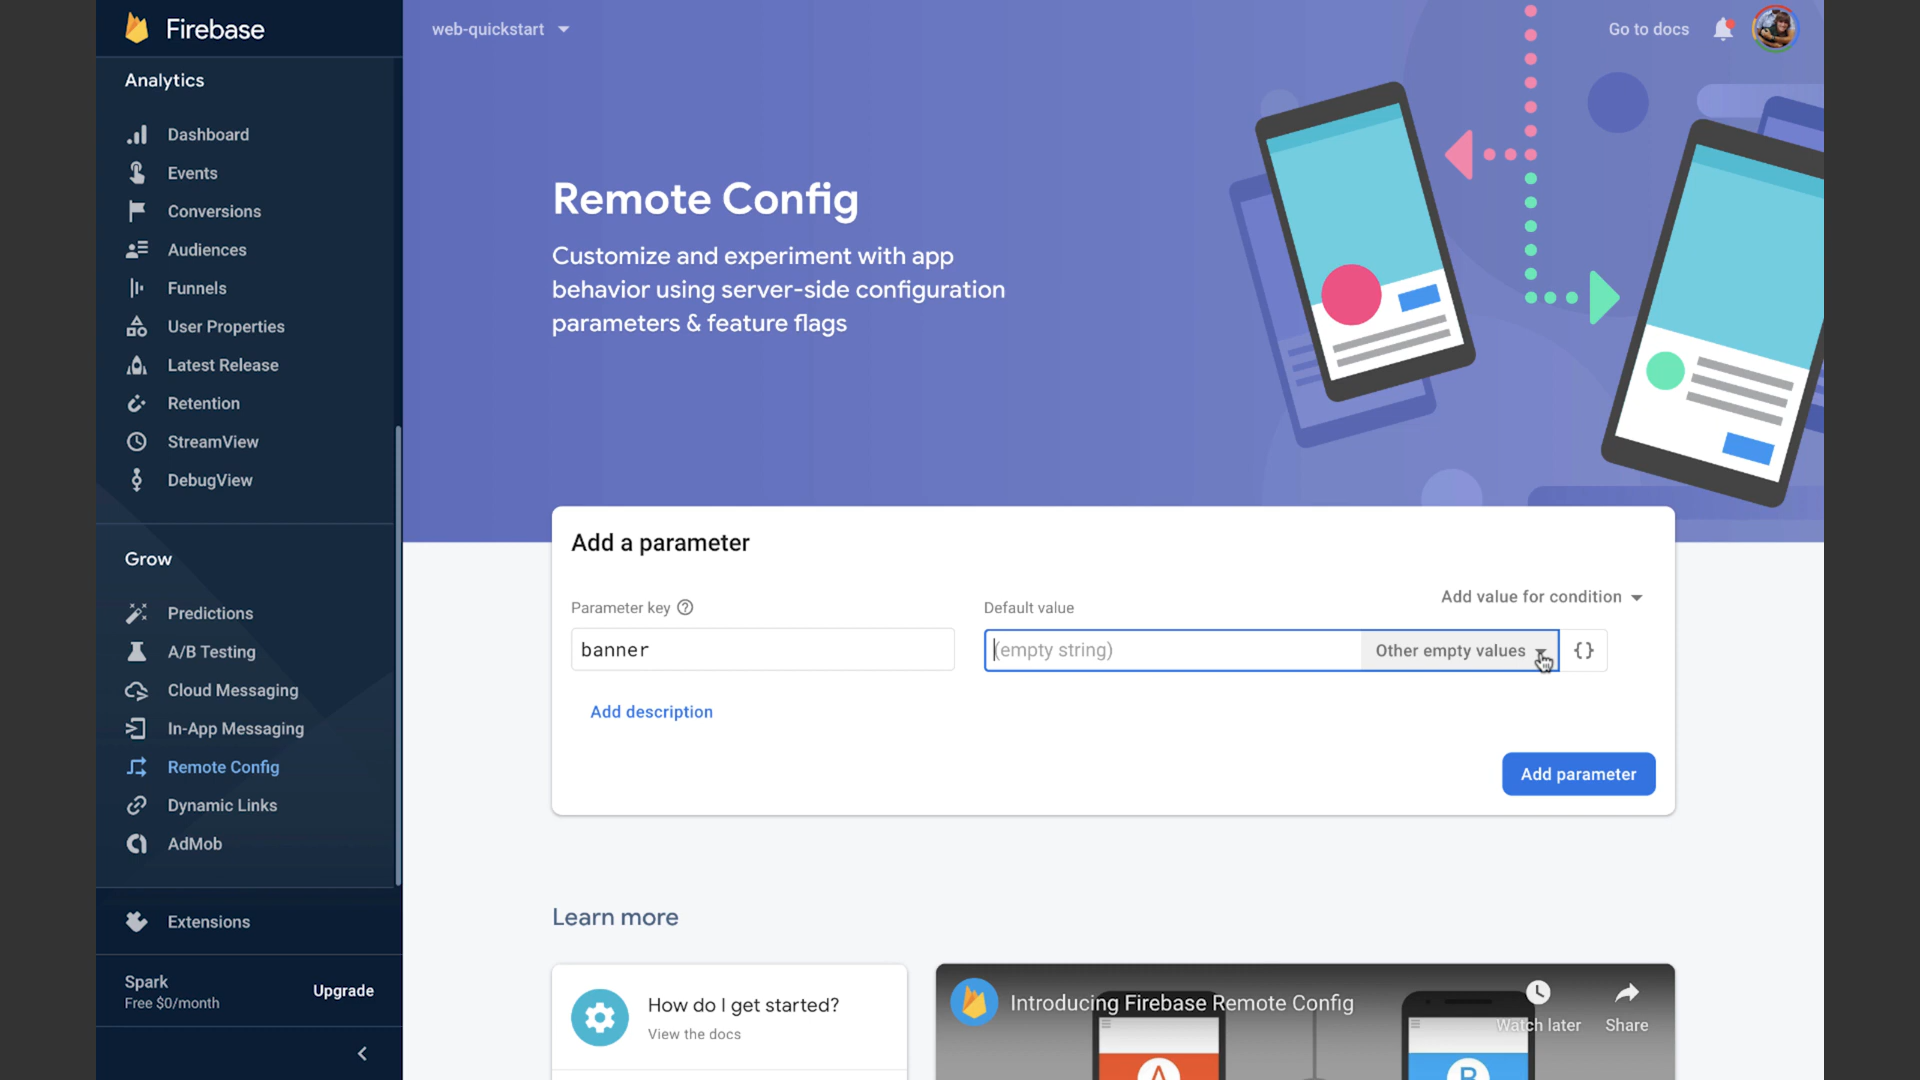 Firebase
web-quickstart
Go to docs
Analytics
Dashboard
Events
Conversions
Audiences
Funnels
User Properties
Latest Release
Retention
StreamView
DebugView
Grow
Predictions
A/B Testing
Cloud Messaging
In-App Messaging
Remote Config
Dynamic Links
AdMob
Extensions
Spark
Free $0/month
Upgrade
Remote Config
Customize and experiment with app
behavior using server-side configuration
parameters & feature flags
Add a parameter
Add value for condition
Parameter key
Default value
banner
(empty string)
Other empty values
{}
Add description
Add parameter
Learn more
How do I get started?
View the docs
Introducing Firebase Remote Config
Watch later
Share
A
B